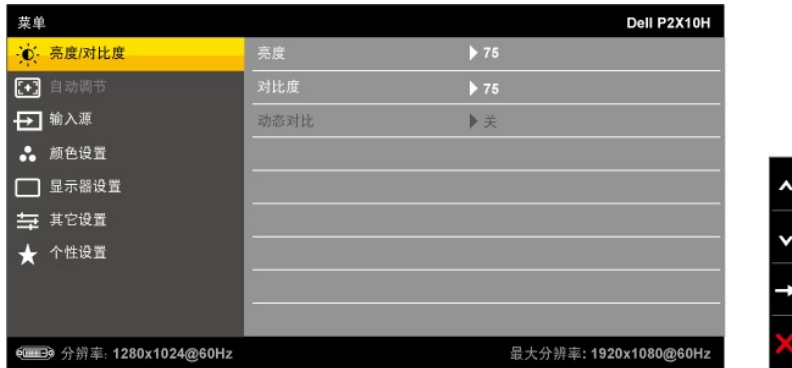 菜单 Dell P2X10H
亮度/对比度 亮度 75
自动调节 对比度 75
输入源 动态对比 关
颜色设置
显示器设置
其它设置
个性设置
分辨率: 1280x1024@60Hz 最大分辨率: 1920x1080@60Hz